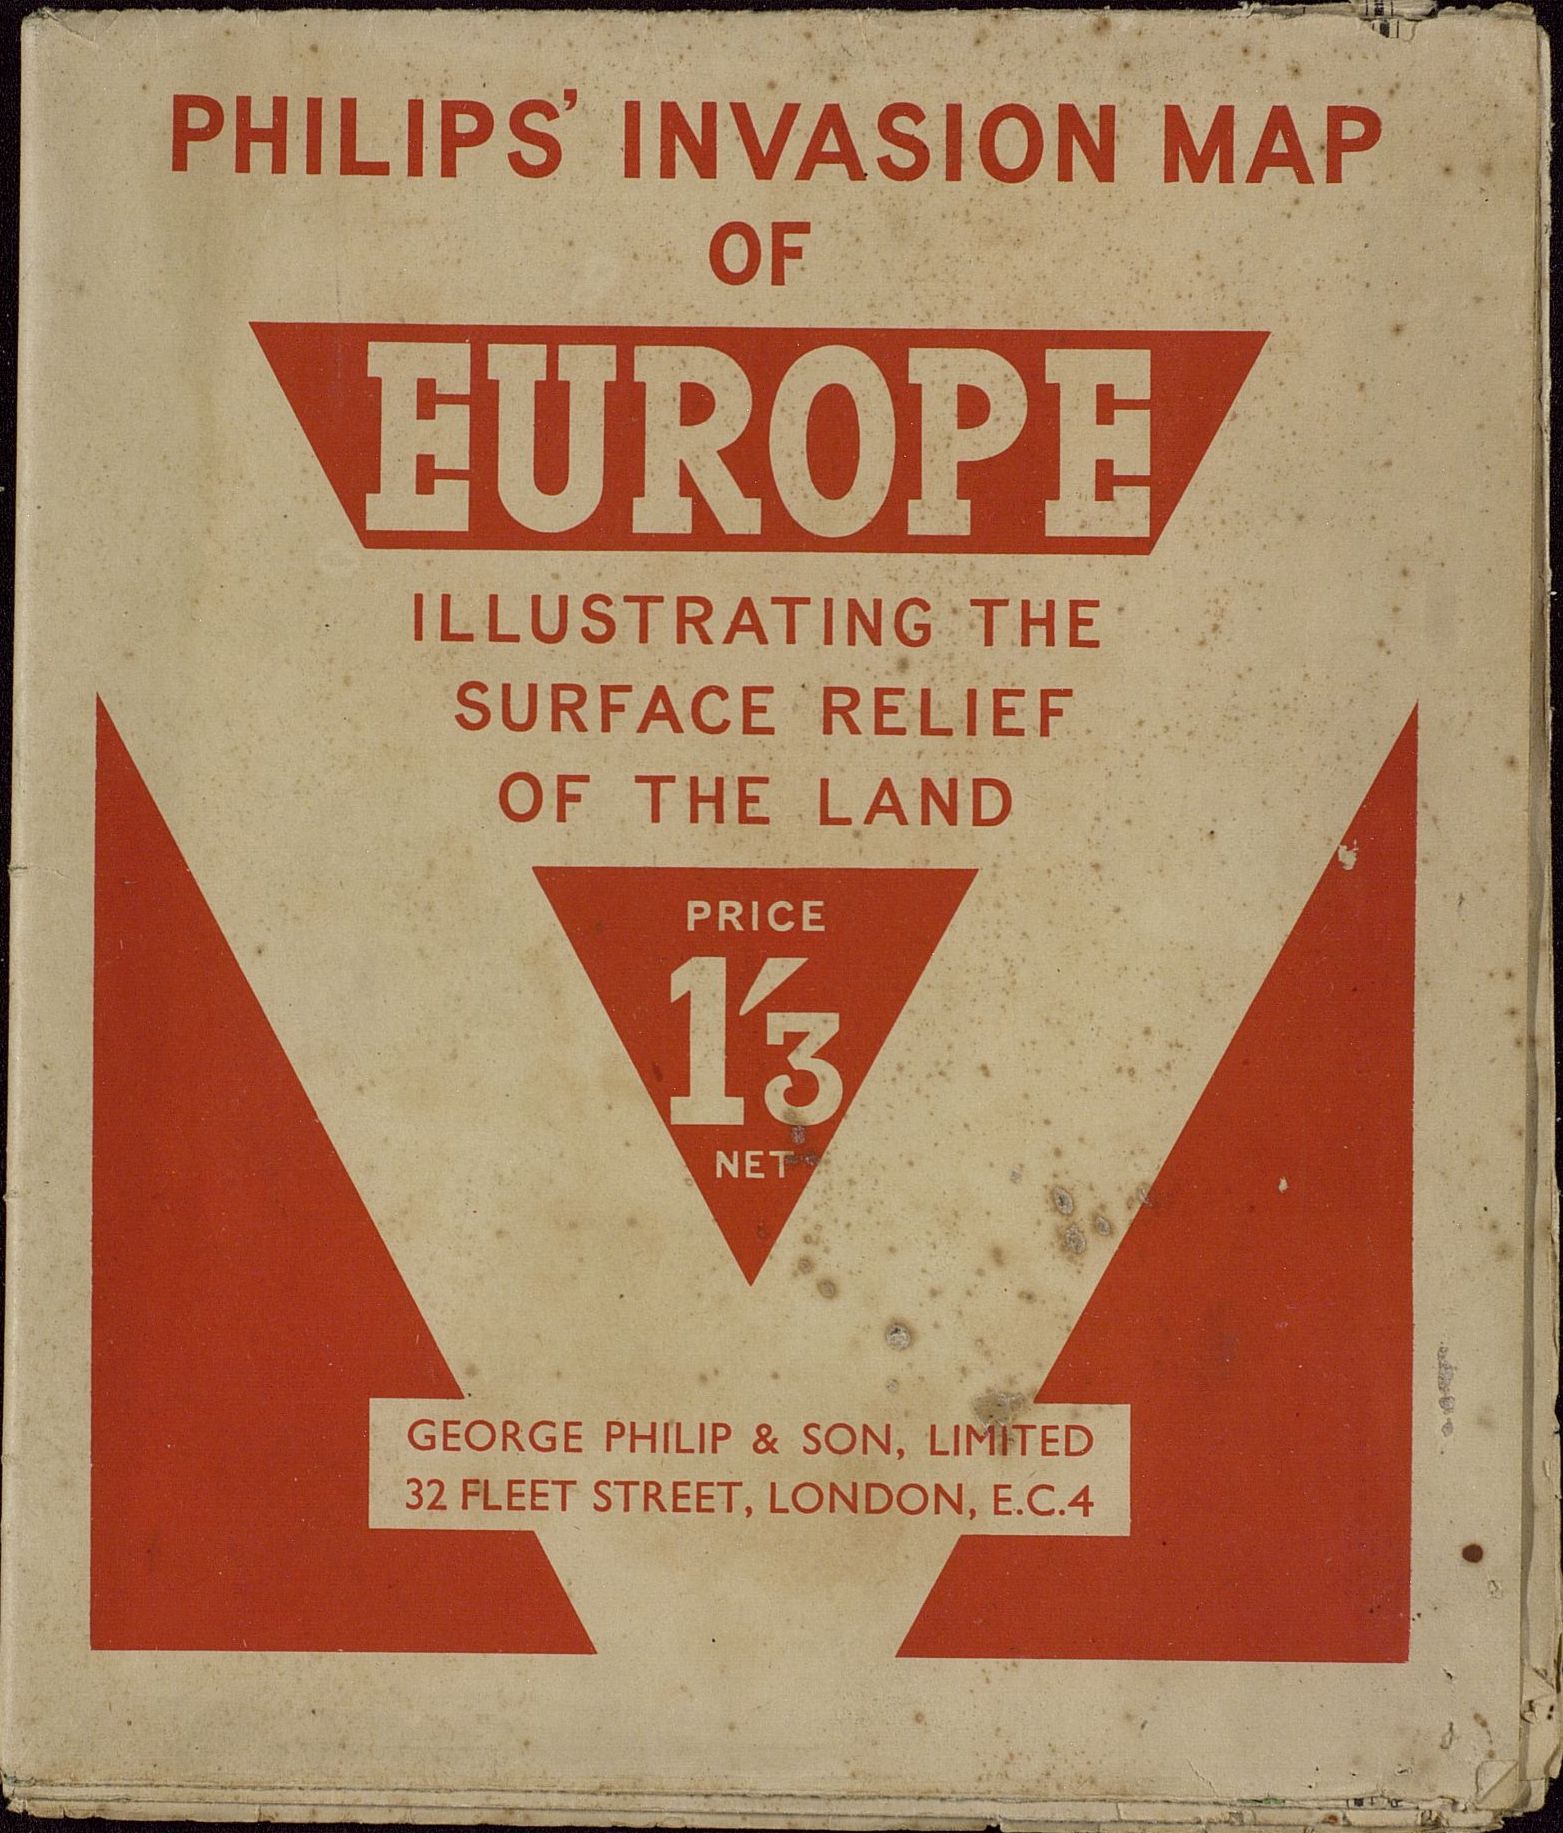 PHILIPS' INVASION MAP
OF
EUROPE
ILLUSTRATING THE
SURFACE RELIEF
OF THE LAND
PRICE
1'3
NET
GEORGE PHILIP & SON, LIMITED
32 FLEET STREET, LONDON, E.C.4